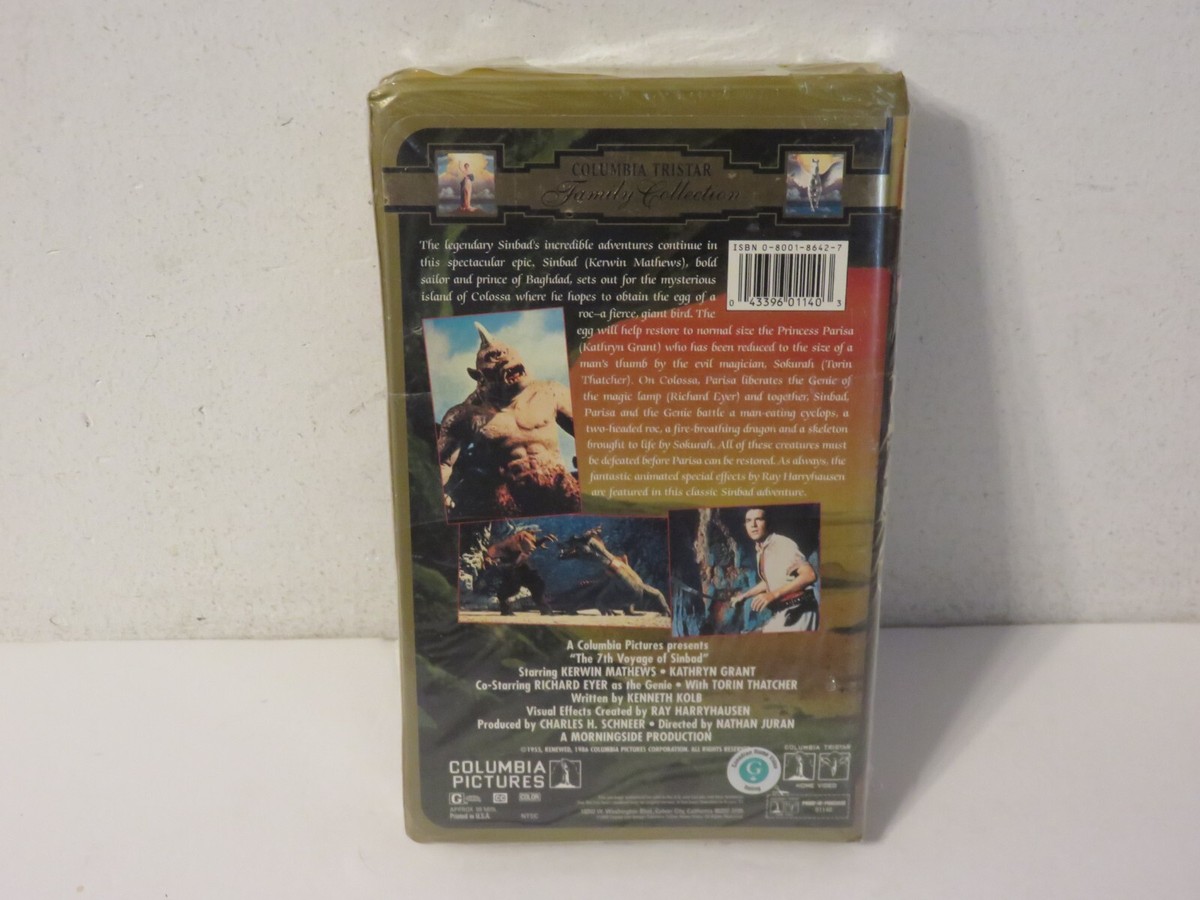 COLUMBIA TRISTAR
Family Collection
The legendary Sinbad's incredible adventures continue in
this spectacular epic. Sinbad (Kerwin Mathews), bold
sailor and prince of Baghdad, sets out for the mysterious
island of Colossa where he hopes to obtain the egg of a
roc–a fierce, giant bird. The
egg will help restore to normal size the Princess Parisa
(Kathryn Grant) who has been reduced to the size of a
man's thumb by the evil magician, Sokurah (Torin
Thatcher). On Colossa, Parisa liberates the Genie of
the magic lamp (Richard Eyer) and together, Sinbad,
Parisa and the Genie battle a man-eating cyclops, a
two-headed roc, a fire-breathing dragon and a skeleton
brought to life by Sokurah. All of these creatures must
be defeated before Parisa can be restored. As always, the
fantastic animated special effects by Ray Harryhausen
are featured in this classic Sinbad adventure.
ISBN 0-8001-8642-7
0 43396 01140 3
A Columbia Pictures presents
"The 7th Voyage of Sinbad"
Starring KERWIN MATHEWS • KATHRYN GRANT
Co-Starring RICHARD EYER as the Genie • With TORIN THATCHER
Written by KENNETH KOLB
Visual Effects Created by RAY HARRYHAUSEN
Produced by CHARLES H. SCHNEER • Directed by NATHAN JURAN
A MORNINGSIDE PRODUCTION
RENEWED, 1986 COLUMBIA PICTURES CORPORATION. ALL RIGHTS
COLUMBIA
PICTURES
G
COLOR
Printed in U.S.A.
NTSC
G
COLUMBIA TRISTAR
HOME VIDEO